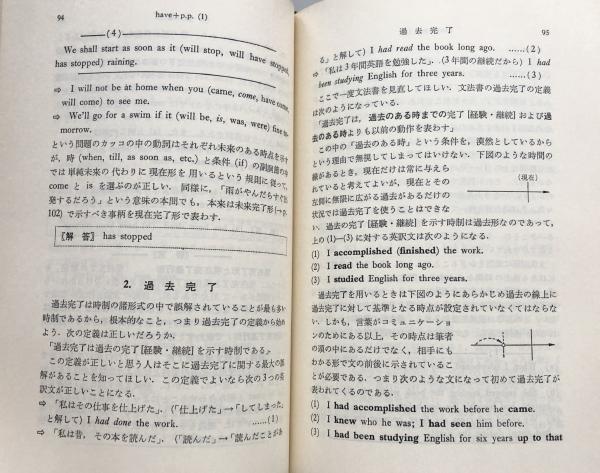 94
have+p.p. (1)
(4)
We shall start as soon as it (will stop, will have stopped,
has stopped) raining.
⇨ I will not be at home when you (came, come, have come,
will come) to see me.
⇨ We'll go for a swim if it (will be, is, was, were) fine to-
morrow.
という問題のカッコの中の動詞はそれぞれ未来のある時点を示す
が，時 (when, till, as soon as, etc.) と条件 (if) の副詞節の中
では単純未来の代わりに現在形を用いるという規則に従って，
come と is を選ぶのが正しい．同様に，「雨がやんだらすぐ出
発するだろう」という意味の本問でも，本来は未来完了形 (→p.
102) で示すべき事柄を現在完了形で表わす．
〖解 答〗 has stopped
2. 過 去 完 了
過去完了は時制の諸形式の中で誤解されていることが最も多い
時制であるから，根本的なこと，つまり過去完了の定義から始め
よう．次の定義は正しいだろうか．
「過去完了は過去の完了 [経験・継続] を示す時制である」
この定義が正しいと思う人はそこに過去完了に関する最大の誤
解があることを知ってほしい．この定義でよいなら次の3つの英
訳文が正しいことになる．
⇨ 「私はその仕事を仕上げた」．(「仕上げた」→「してしまった」
と解して) I had done the work. ……(1)
⇨ 「私は昔，その本を読んだ」．(「読んだ」→「読んだことがあ
過 去 完 了
95
る」と解して) I had read the book long ago. ……(2)
⇨ 「私は3年間英語を勉強した」．(3年間の継続だから) I had
been studying English for three years. ……(3)
ここで一度文法書を見直してほしい．文法書の過去完了の定義
は次のようになっている．
「過去完了は，過去のある時までの完了 [経験・継続] および過
去のある時よりも以前の動作を表わす」
この中の「過去のある時」という条件を，漠然としているから
という理由で無視してしまってはいけない．下図のような時間の
線があるとき，現在だけは常に与えら
れていると考えてよいが，現在とその
左側に無限に広がる過去があるだけの
状況では過去完了を使うことはできな
い．過去の完了 [経験・継続] を示す時制は過去形なのであって，
上の (1)—(3) に対する英訳文は次のようになる．
(現在)
(1) I accomplished (finished) the work.
(2) I read the book long ago.
(3) I studied English for three years.
過去完了を用いるときは下図のようにあらかじめ過去の線上に
過去完了に対して基準となる時点が設定されていなくてはならな
い．しかも，言葉がコミュニケーショ
ンのためにある以上，その時点は筆者
の頭の中にあるだけでなく，相手にも
わかる形で文の前後に示されているこ
とが必要である．つまり次のような文になって初めて過去完了が
表われてくるのである．
(1) I had accomplished the work before he came.
(2) I knew who he was; I had seen him before.
(3) I had been studying English for six years up to that